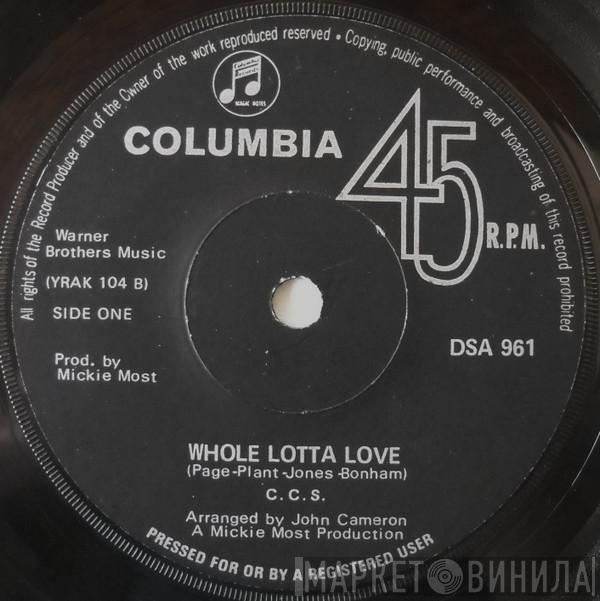 All rights of the Record Producer and of the Owner of the work reproduced reserved • Copying, public performance and broadcasting of this record prohibited
Columbia Records
MAGIC NOTES
COLUMBIA
45
R.P.M.
Warner
Brothers Music
(YRAK 104 B)
SIDE ONE
DSA 961
Prod. by
Mickie Most
WHOLE LOTTA LOVE
(Page-Plant-Jones-Bonham)
C.C.S.
Arranged by John Cameron
A Mickie Most Production
PRESSED FOR OR BY A REGISTERED USER
МАРКЕТ ВИНИЛА